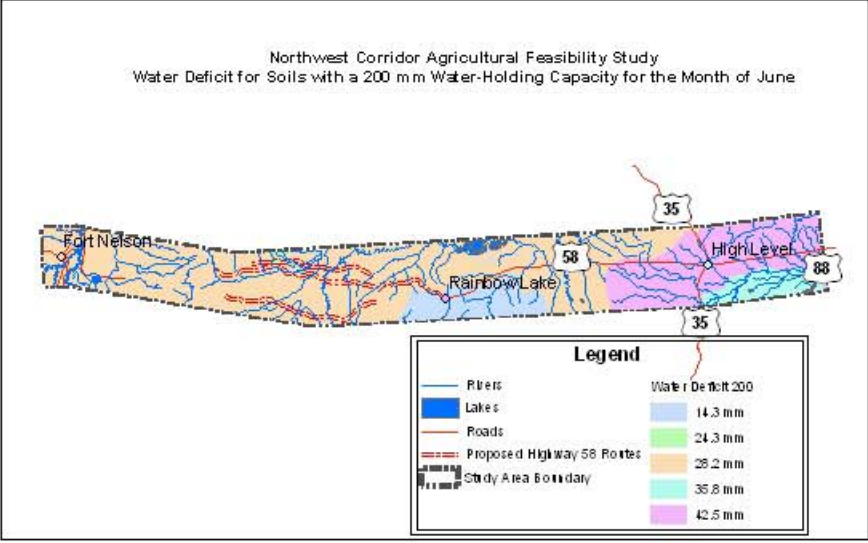 Northwest Corridor Agricultural Feasibility Study
Water Deficit for Soils with a 200 mm Water-Holding Capacity for the Month of June
35
Fort Nelson
58
High Level
88
Rainbow Lake
35
Legend
Rivers
Lakes
Roads
Proposed Highway 58 Routes
Study Area Boundary
Water Deficit 200
14.3 mm
24.3 mm
28.2 mm
35.8 mm
42.5 mm